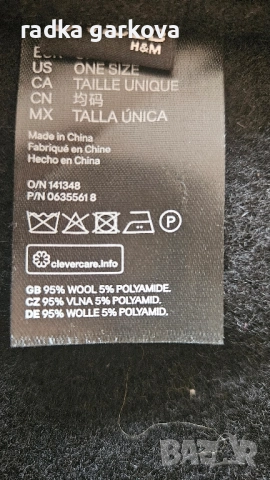 radka garkova
H&M
EUR
US ONE SIZE
CA TAILLE UNIQUE
CN 均码
MX TALLA ÚNICA
Made in China
Fabriqué en Chine
Hecho en China
O/N 141348
P/N 0635561 8
P
clevercare.info
GB 95% WOOL 5% POLYAMIDE.
CZ 95% VLNA 5% POLYAMID.
DE 95% WOLLE 5% POLYAMID.
BAZAR